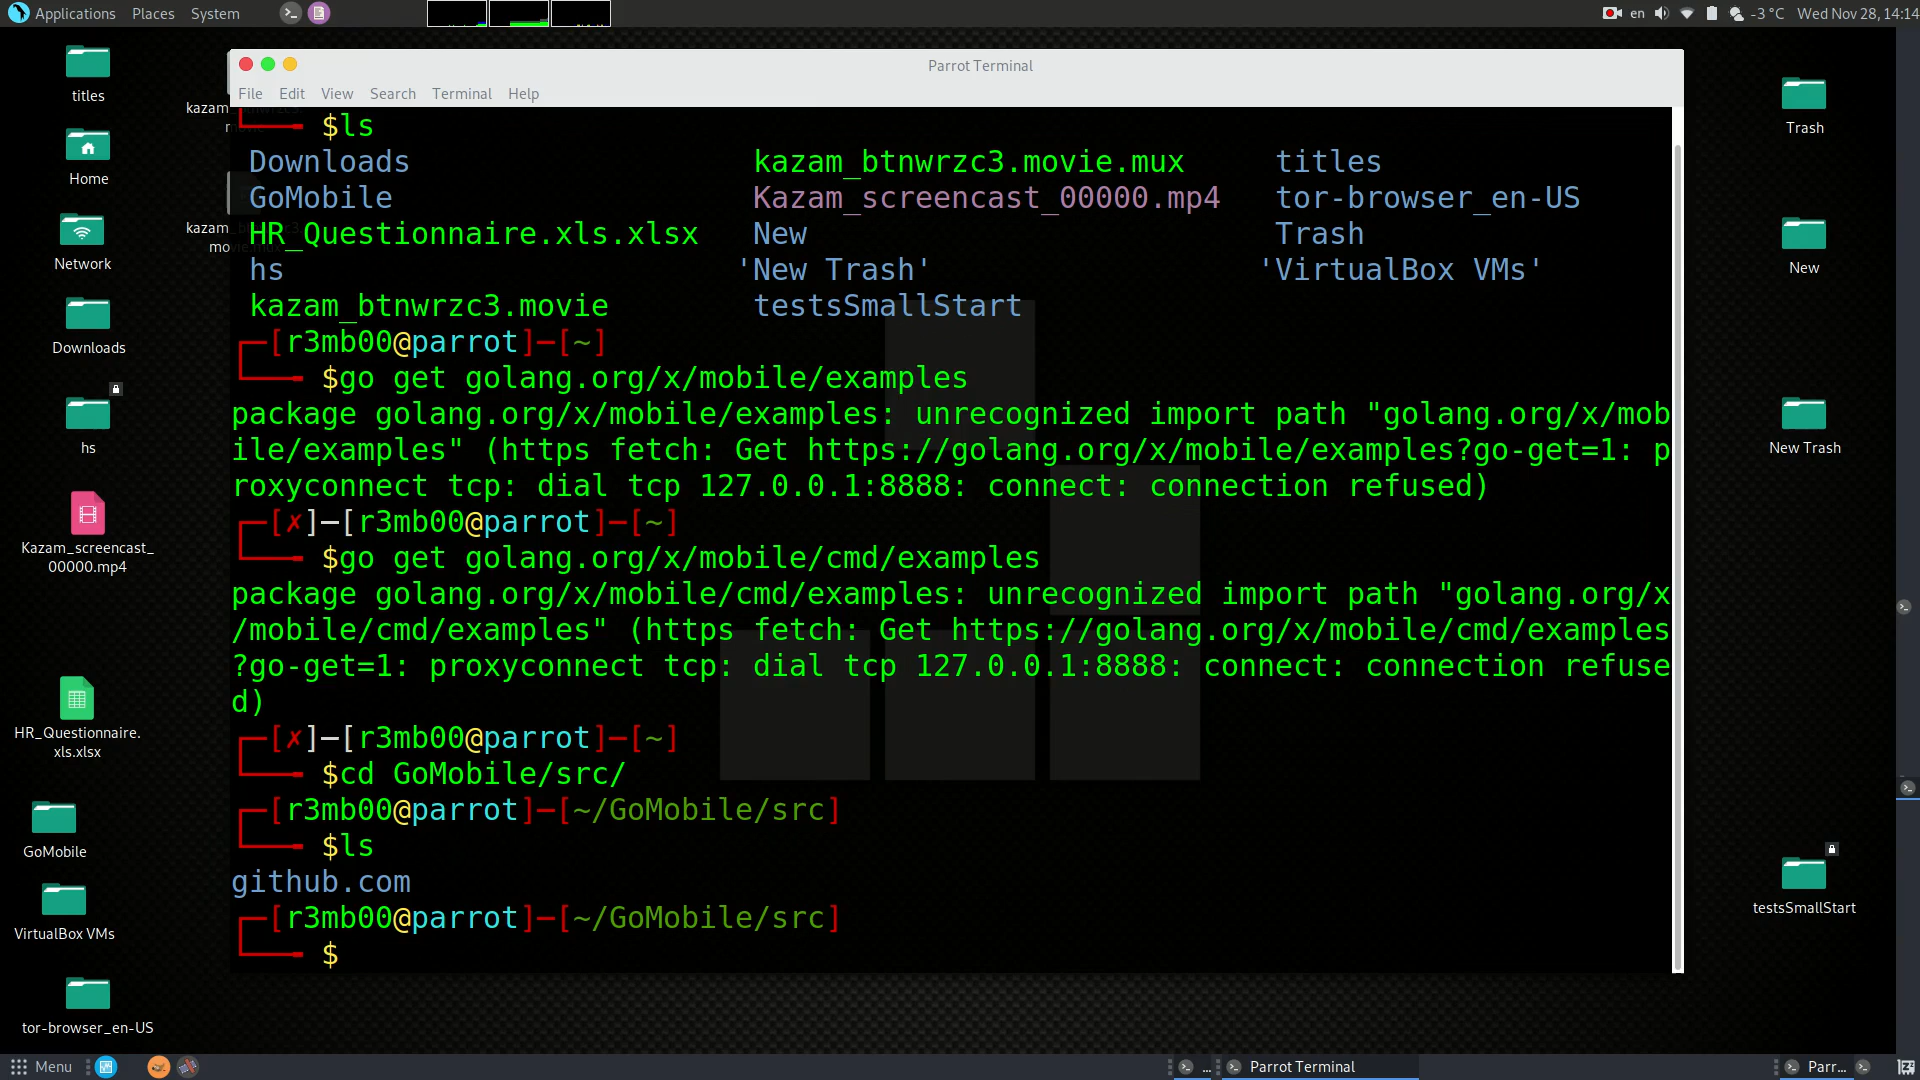 Applications Places System
en -3 °C Wed Nov 28, 14:14
Parrot Terminal
File Edit View Search Terminal Help
$ls
Downloads kazam_btnwrzc3.movie.mux titles
GoMobile Kazam_screencast_00000.mp4 tor-browser_en-US
HR_Questionnaire.xls.xlsx New Trash
hs 'New Trash' 'VirtualBox VMs'
kazam_btnwrzc3.movie testsSmallStart
[r3mb00@parrot]─[~]
$go get golang.org/x/mobile/examples
package golang.org/x/mobile/examples: unrecognized import path "golang.org/x/mob
ile/examples" (https fetch: Get https://golang.org/x/mobile/examples?go-get=1: p
roxyconnect tcp: dial tcp 127.0.0.1:8888: connect: connection refused)
[✗]─[r3mb00@parrot]─[~]
$go get golang.org/x/mobile/cmd/examples
package golang.org/x/mobile/cmd/examples: unrecognized import path "golang.org/x
/mobile/cmd/examples" (https fetch: Get https://golang.org/x/mobile/cmd/examples
?go-get=1: proxyconnect tcp: dial tcp 127.0.0.1:8888: connect: connection refuse
d)
[✗]─[r3mb00@parrot]─[~]
$cd GoMobile/src/
[r3mb00@parrot]─[~/GoMobile/src]
$ls
github.com
[r3mb00@parrot]─[~/GoMobile/src]
$
titles
Home
Network
Downloads
hs
Kazam_screencast_
00000.mp4
HR_Questionnaire.
xls.xlsx
GoMobile
VirtualBox VMs
tor-browser_en-US
kazam
kazam
mo
Trash
New
New Trash
testsSmallStart
Menu ... Parrot Terminal Parr...